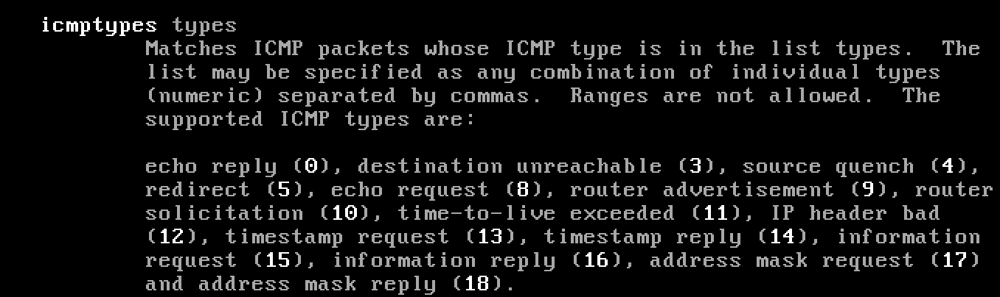 icmptypes types
Matches ICMP packets whose ICMP type is in the list types.  The
list may be specified as any combination of individual types
(numeric) separated by commas.  Ranges are not allowed.  The
supported ICMP types are:

echo reply (0), destination unreachable (3), source quench (4),
redirect (5), echo request (8), router advertisement (9), router
solicitation (10), time-to-live exceeded (11), IP header bad
(12), timestamp request (13), timestamp reply (14), information
request (15), information reply (16), address mask request (17)
and address mask reply (18).